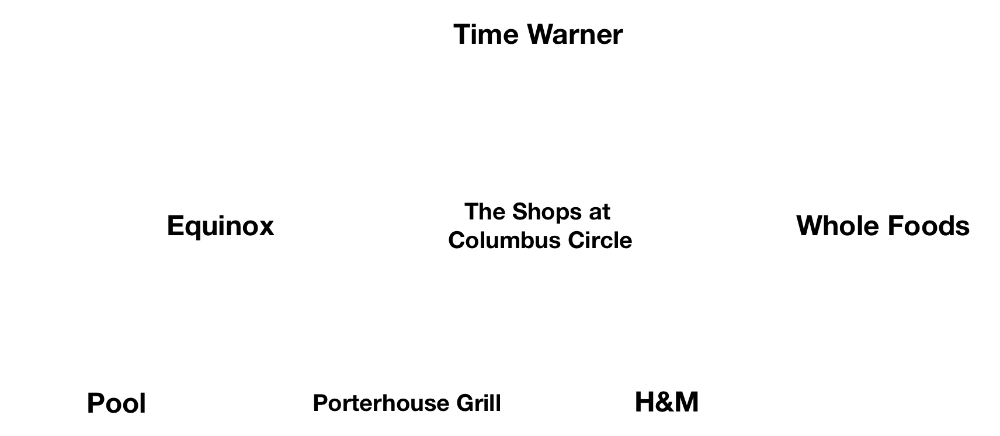 Time Warner
Equinox
The Shops at
Columbus Circle
Whole Foods
Pool
Porterhouse Grill
H&M